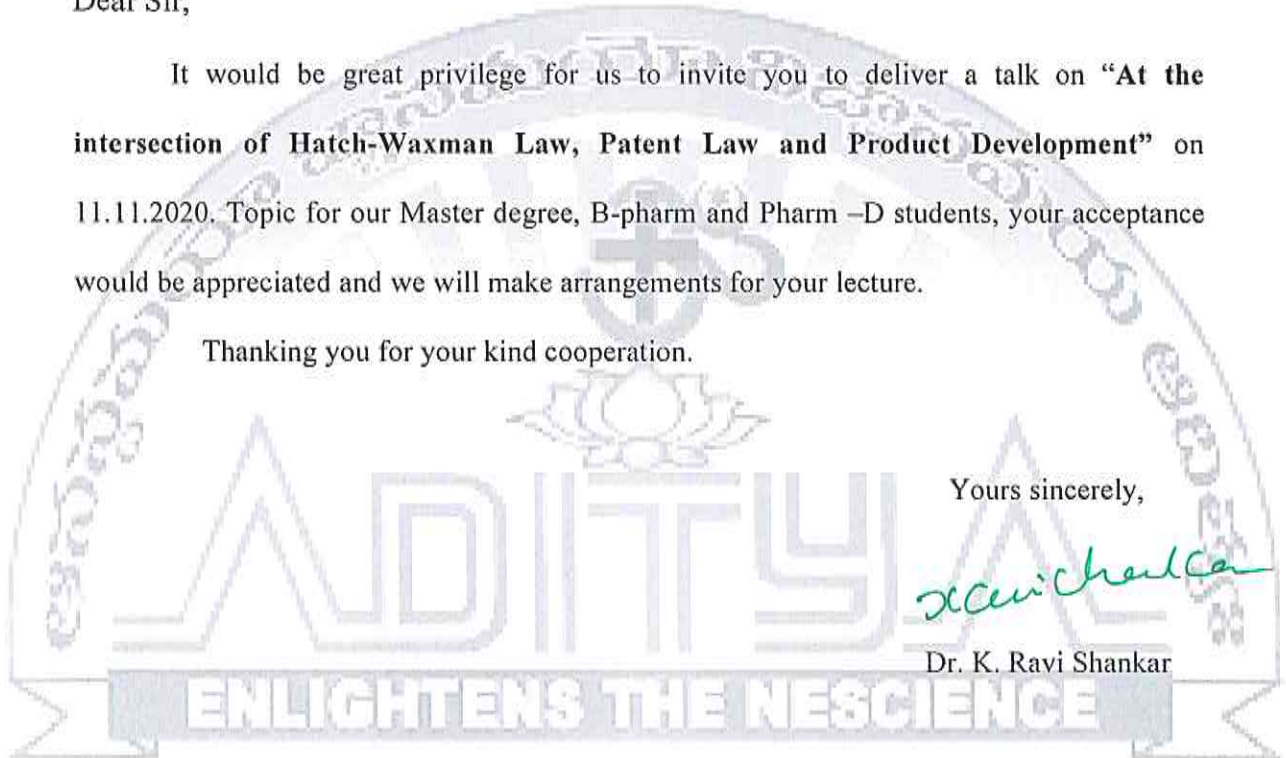 Dear Sir,
It would be great privilege for us to invite you to deliver a talk on “At the
intersection of Hatch-Waxman Law, Patent Law and Product Development” on
11.11.2020. Topic for our Master degree, B-pharm and Pharm –D students, your acceptance
would be appreciated and we will make arrangements for your lecture.
Thanking you for your kind cooperation.
Yours sincerely,
Dr. K. Ravi Shankar
ADITYA
ENLIGHTENS THE NESCIENCE